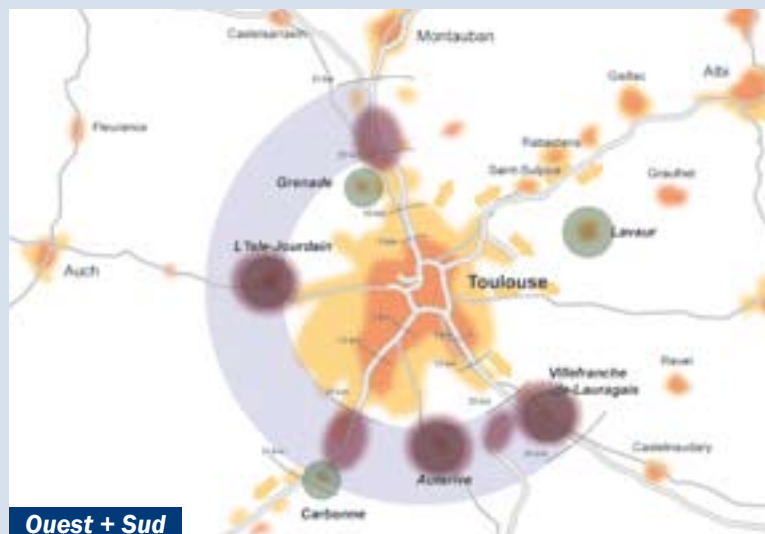 Castelsarrasin
Montauban
Gaillac
Albi
Fleurance
Rabastens
Saint-Sulpice
Graulhet
Grenade
Lavaur
L'Isle-Jourdain
Auch
Toulouse
Villefranche
de-Lauragais
Revel
Castelnaudary
Auterive
Carbonne
Ouest + Sud